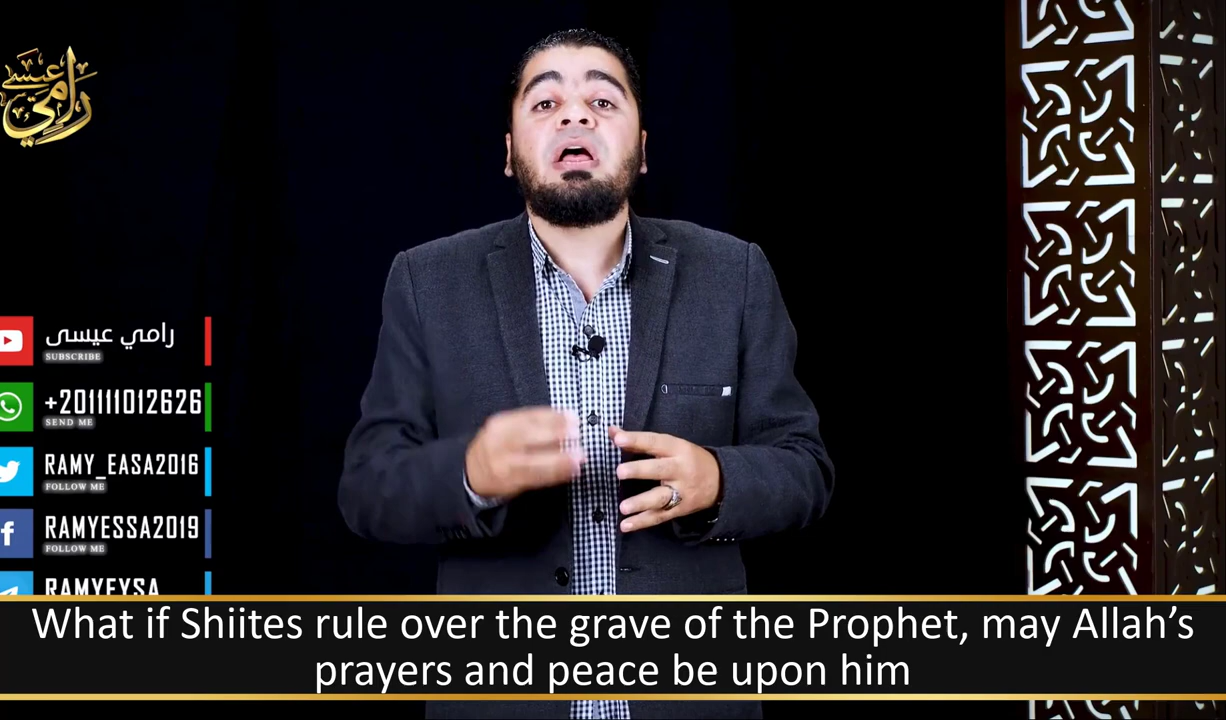 رامي عيسى
رامي عيسى
SUBSCRIBE
+201111012626
SEND ME
RAMY_EASA2016
FOLLOW ME
RAMYESSA2019
FOLLOW ME
RAMYEYSA
What if Shiites rule over the grave of the Prophet, may Allah’s
prayers and peace be upon him